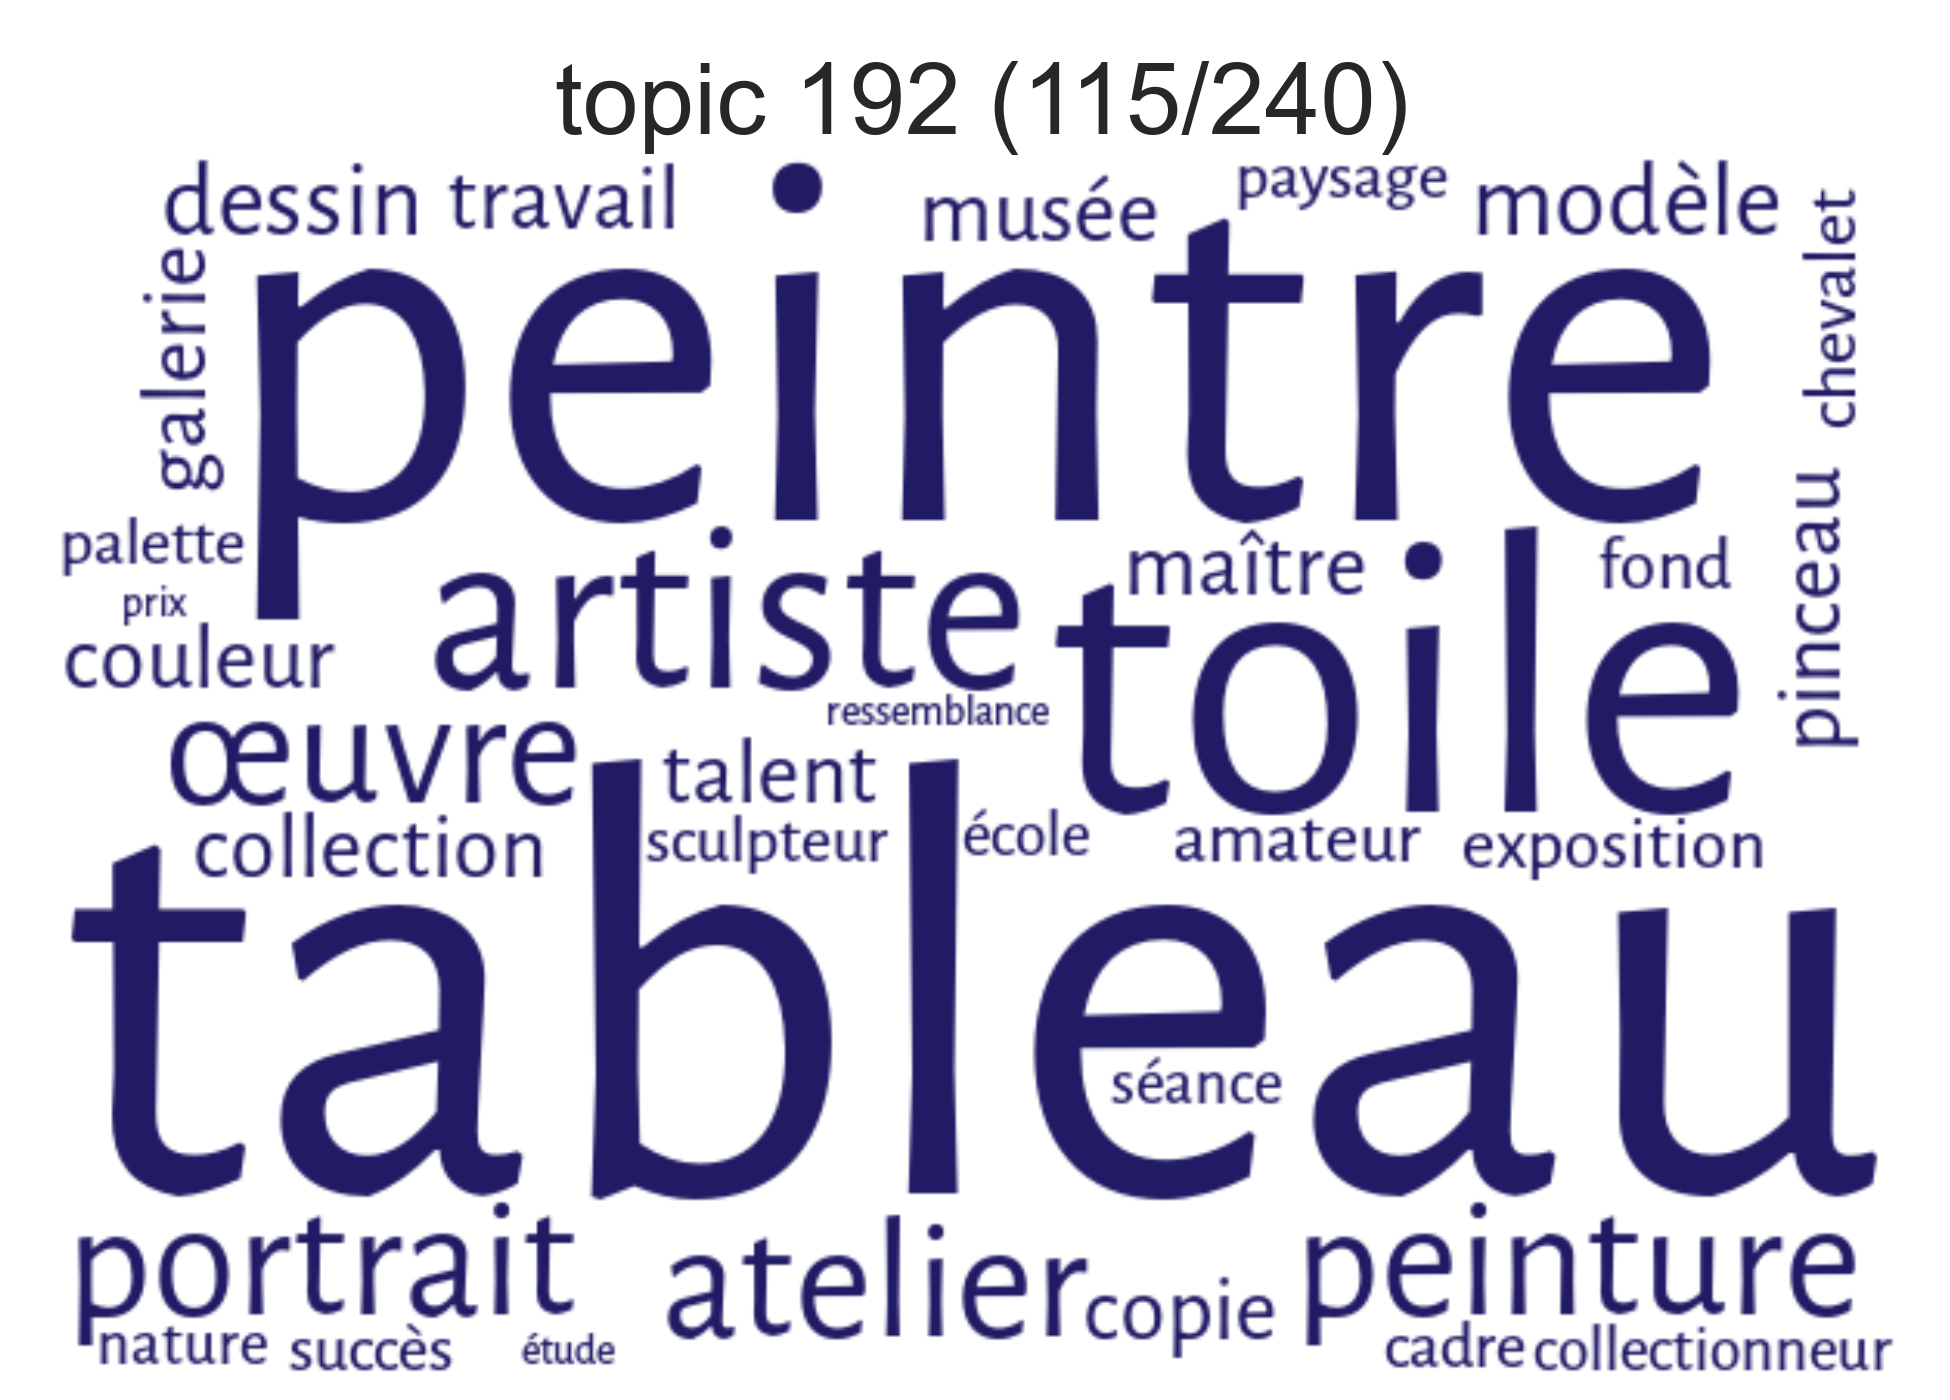 topic 192 (115/240)
dessin travail musée paysage modèle
galerie
peintre
chevalet
palette
prix
couleur
artiste
maître
fond
pinceau
toile
ressemblance
œuvre
talent
collection
sculpteur
école
amateur
exposition
tableau
séance
portrait
atelier
copie
peinture
nature succès étude
cadre collectionneur